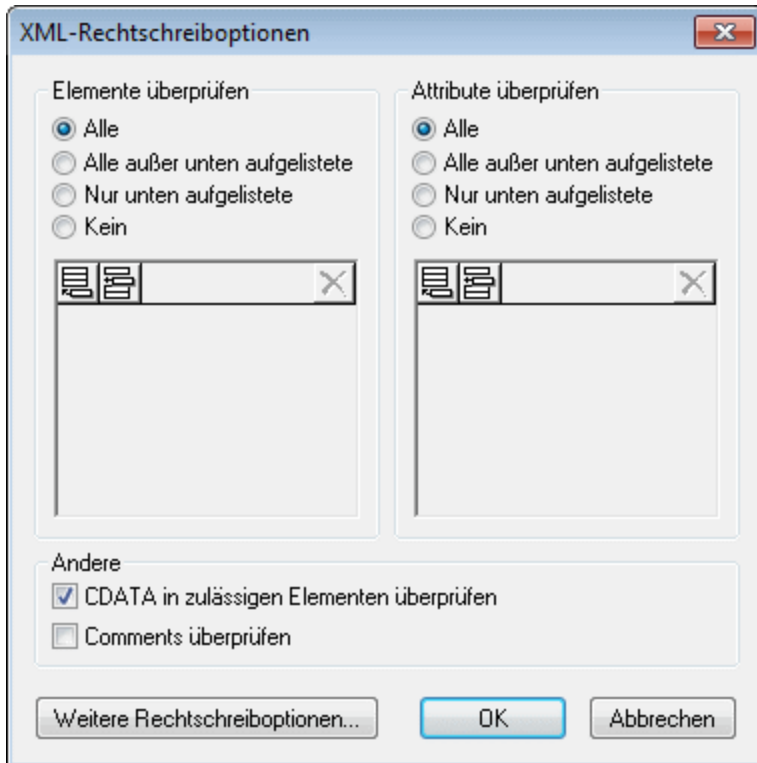 XML-Rechtschreiboptionen
Elemente überprüfen
Alle
Alle außer unten aufgelistete
Nur unten aufgelistete
Kein
Attribute überprüfen
Alle
Alle außer unten aufgelistete
Nur unten aufgelistete
Kein
Andere
CDATA in zulässigen Elementen überprüfen
Comments überprüfen
Weitere Rechtschreiboptionen...
OK
Abbrechen